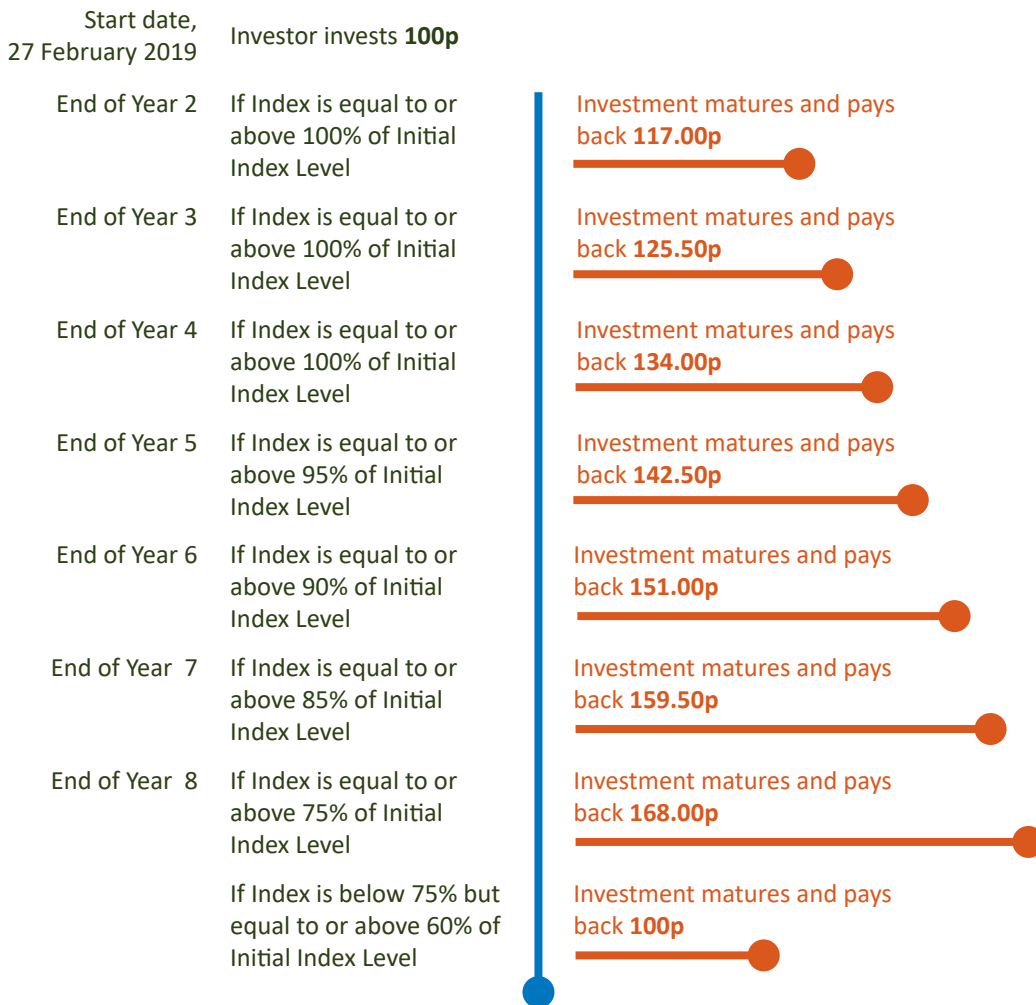 Start date,
27 February 2019
Investor invests 100p
End of Year 2
If Index is equal to or
above 100% of Initial
Index Level
Investment matures and pays
back 117.00p
End of Year 3
If Index is equal to or
above 100% of Initial
Index Level
Investment matures and pays
back 125.50p
End of Year 4
If Index is equal to or
above 100% of Initial
Index Level
Investment matures and pays
back 134.00p
End of Year 5
If Index is equal to or
above 95% of Initial
Index Level
Investment matures and pays
back 142.50p
End of Year 6
If Index is equal to or
above 90% of Initial
Index Level
Investment matures and pays
back 151.00p
End of Year 7
If Index is equal to or
above 85% of Initial
Index Level
Investment matures and pays
back 159.50p
End of Year 8
If Index is equal to or
above 75% of Initial
Index Level
Investment matures and pays
back 168.00p
If Index is below 75% but
equal to or above 60% of
Initial Index Level
Investment matures and pays
back 100p